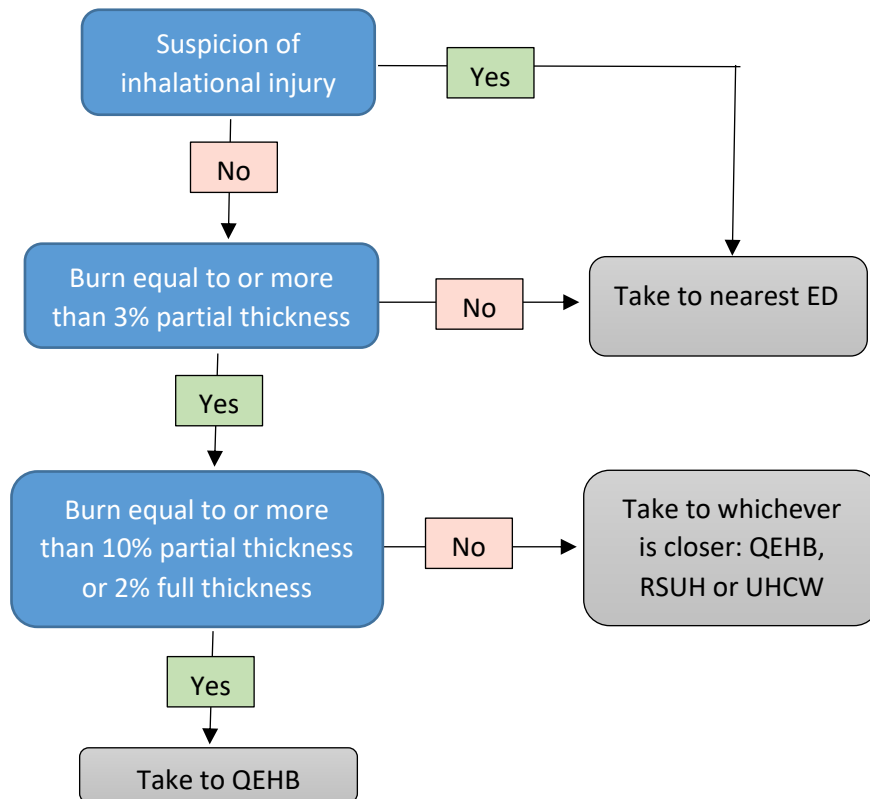 Suspicion of
inhalational injury
Yes
No
Burn equal to or more
than 3% partial thickness
No
Take to nearest ED
Yes
Burn equal to or more
than 10% partial thickness
or 2% full thickness
No
Take to whichever
is closer: QEHB,
RSUH or UHCW
Yes
Take to QEHB